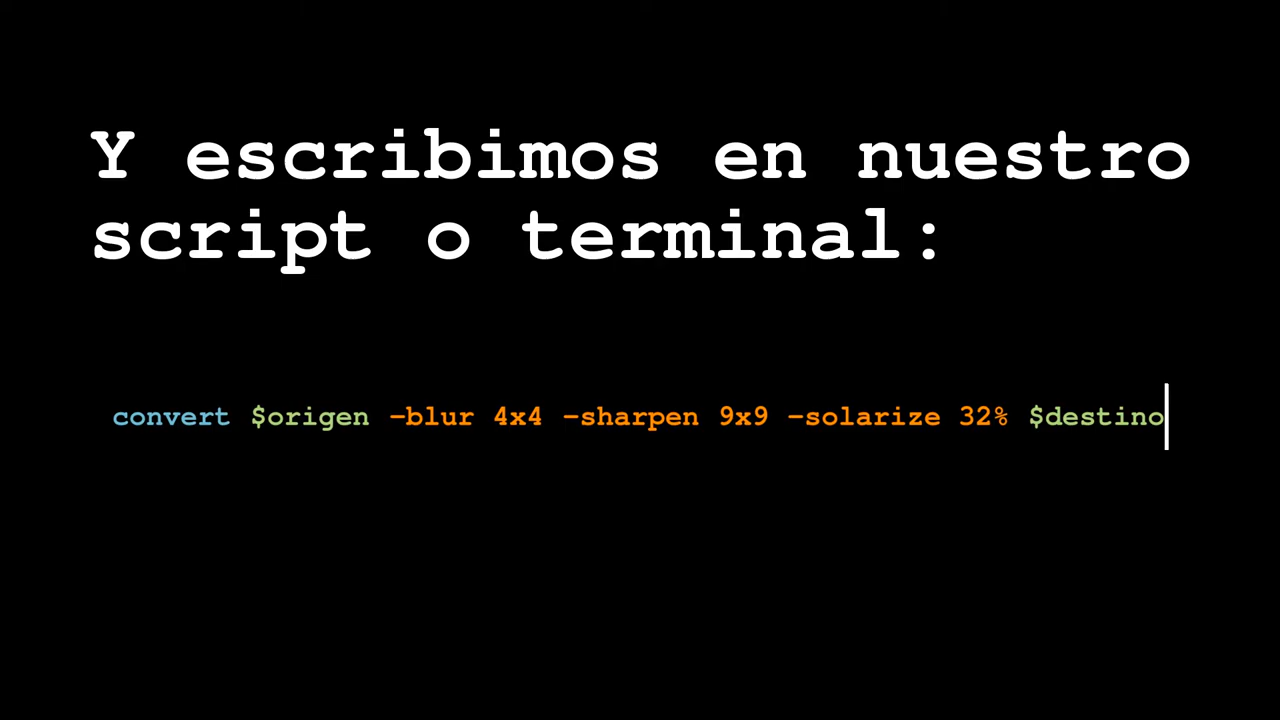 Y escribimos en nuestro
script o terminal:
convert $origen -blur 4x4 -sharpen 9x9 -solarize 32% $destino